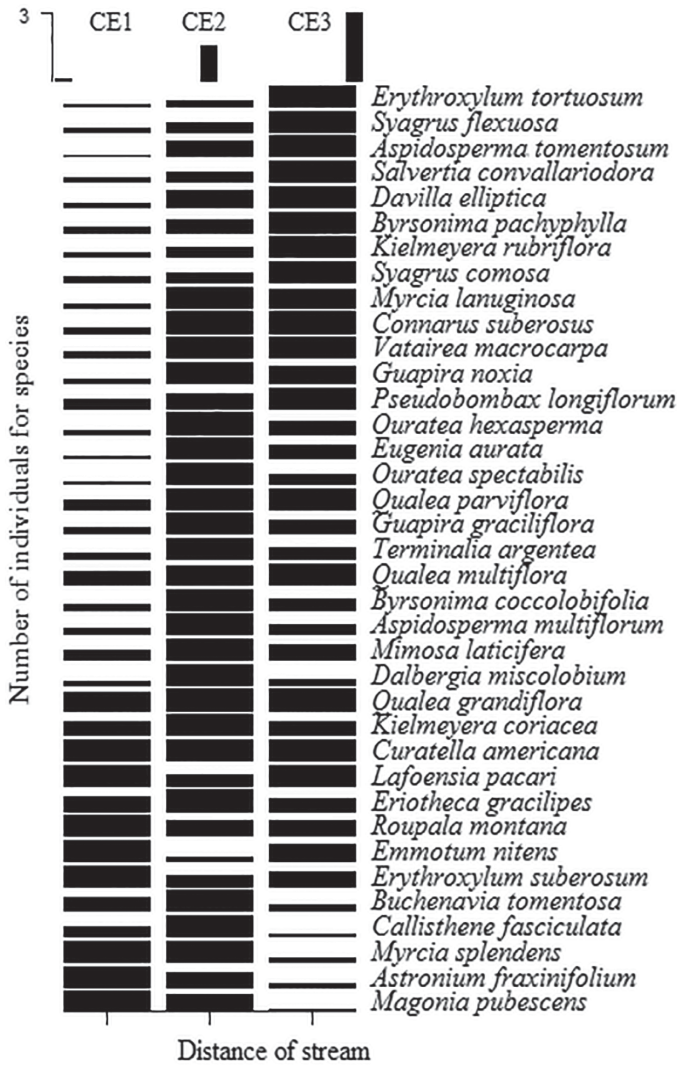 3
CE1 CE2 CE3
Erythroxylum tortuosum
Syagrus flexuosa
Aspidosperma tomentosum
Salvertia convallariodora
Davilla elliptica
Byrsonima pachyphylla
Kielmeyera rubriflora
Syagrus comosa
Myrcia lanuginosa
Connarus suberosus
Vatairea macrocarpa
Guapira noxia
Pseudobombax longiflorum
Ouratea hexasperma
Eugenia aurata
Ouratea spectabilis
Qualea parviflora
Guapira graciliflora
Terminalia argentea
Qualea multiflora
Byrsonima coccolobifolia
Aspidosperma multiflorum
Mimosa laticifera
Dalbergia miscolobium
Qualea grandiflora
Kielmeyera coriacea
Curatella americana
Lafoensia pacari
Eriotheca gracilipes
Roupala montana
Emmotum nitens
Erythroxylum suberosum
Buchenavia tomentosa
Callisthene fasciculata
Myrcia splendens
Astronium fraxinifolium
Magonia pubescens
Number of individuals for species
Distance of stream